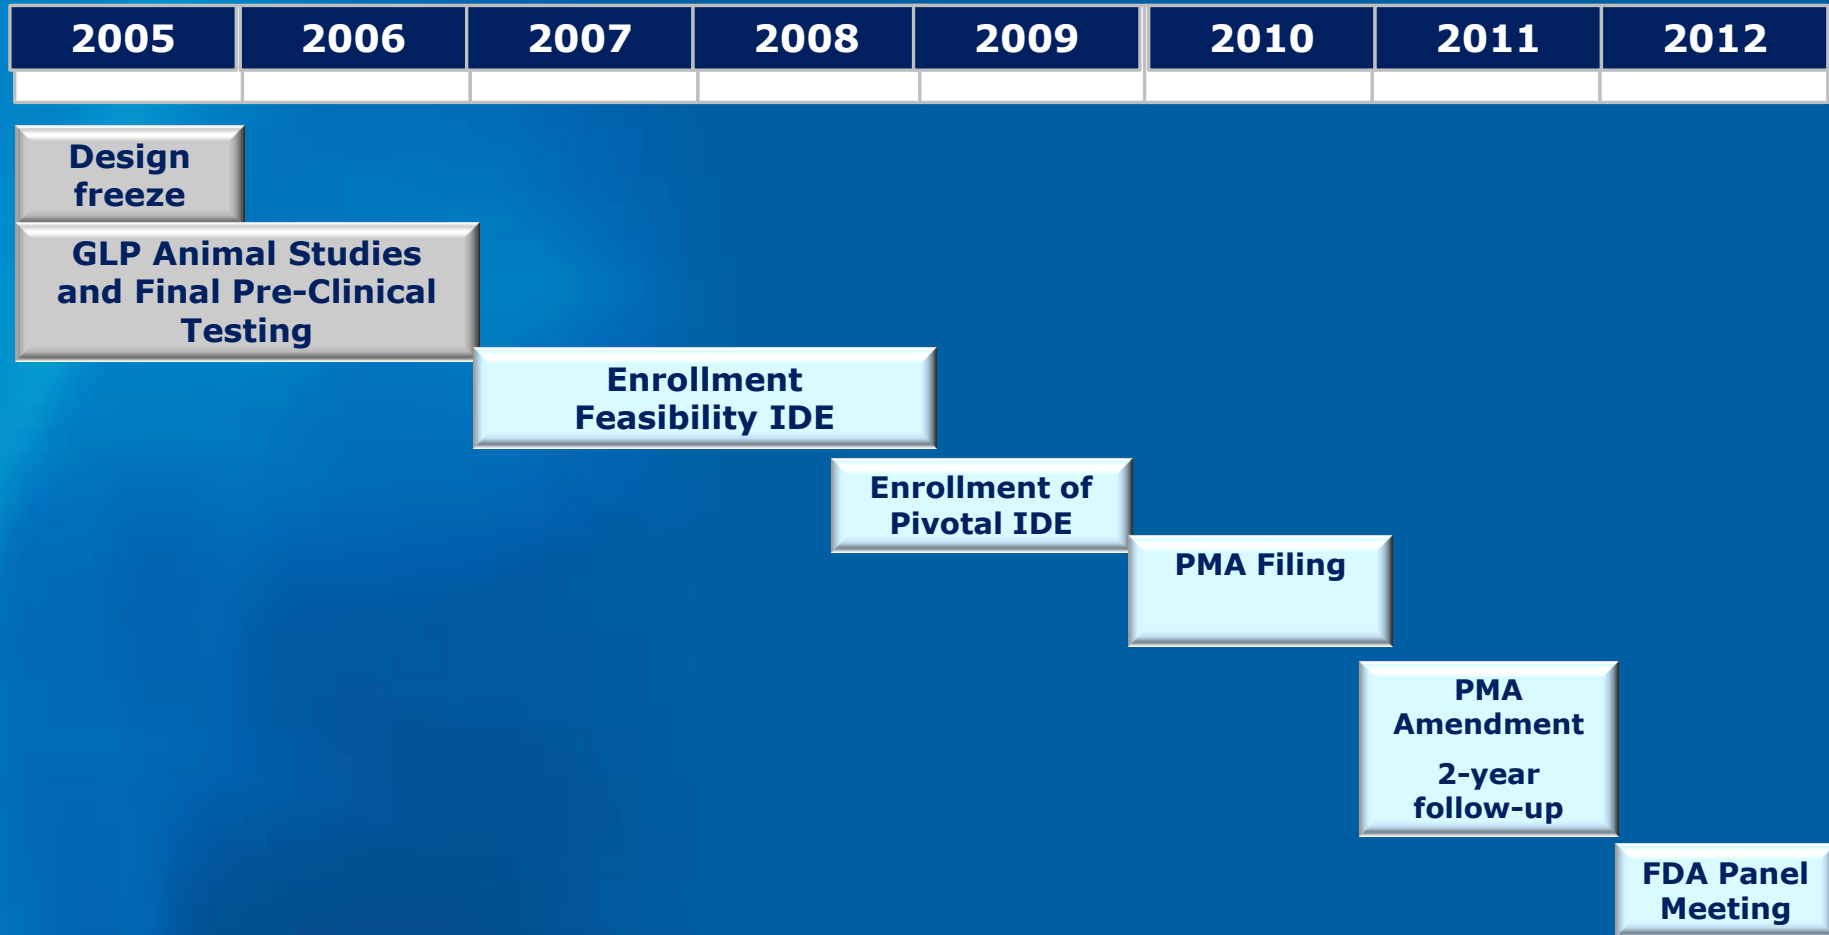 2005 2006 2007 2008 2009 2010 2011 2012
Design
freeze
GLP Animal Studies
and Final Pre-Clinical
Testing
Enrollment
Feasibility IDE
Enrollment of
Pivotal IDE
PMA Filing
PMA
Amendment
2-year
follow-up
FDA Panel
Meeting